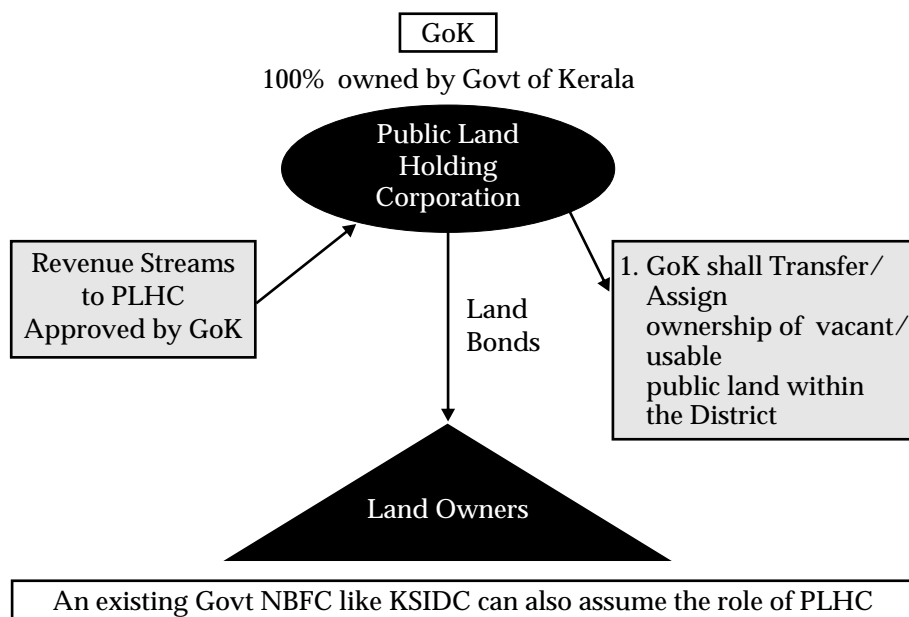 GoK
100% owned by Govt of Kerala
Public Land
Holding
Corporation
Revenue Streams
to PLHC
Approved by GoK
Land
Bonds
1. GoK shall Transfer/
Assign
ownership of vacant/
usable
public land within
the District
Land Owners
An existing Govt NBFC like KSIDC can also assume the role of PLHC